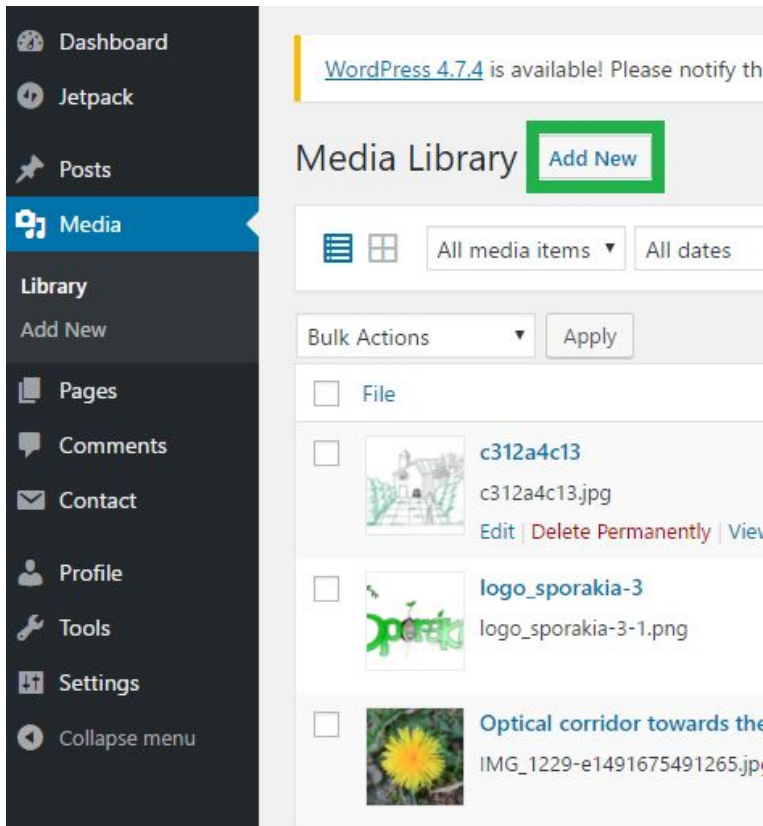 Dashboard
Jetpack
Posts
Media
Library
Add New
Pages
Comments
Contact
Profile
Tools
Settings
Collapse menu
WordPress 4.7.4 is available! Please notify th
Media Library Add New
All media items All dates
Bulk Actions Apply
File
c312a4c13
c312a4c13.jpg
Edit | Delete Permanently | View
logo_sporakia-3
logo_sporakia-3-1.png
Optical corridor towards the
IMG_1229-e1491675491265.jpg